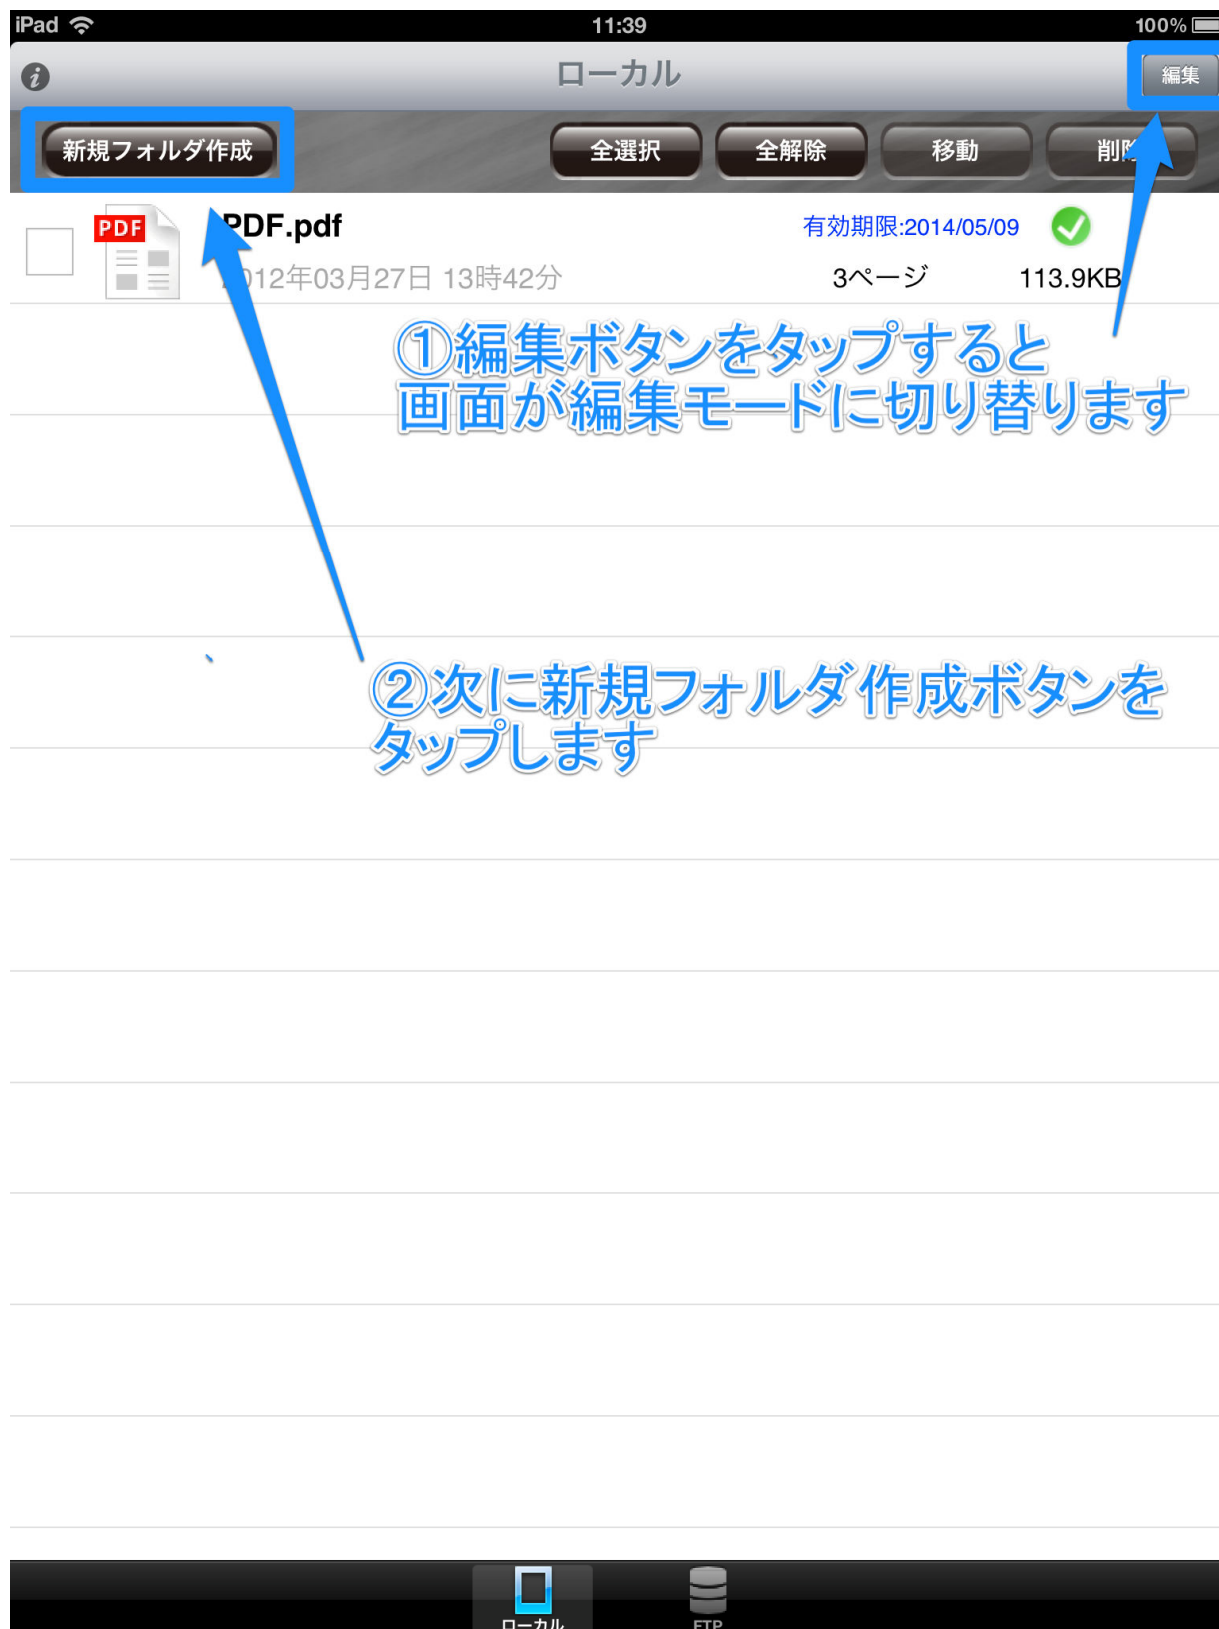 iPad 11:39 100%
ローカル 編集
新規フォルダ作成 全選択 全解除 移動 削除
PDF PDF.pdf 有効期限:2014/05/09
2012年03月27日 13時42分 3ページ 113.9KB
①編集ボタンをタップすると
画面が編集モードに切り替ります
②次に新規フォルダ作成ボタンを
タップします
ローカル FTP